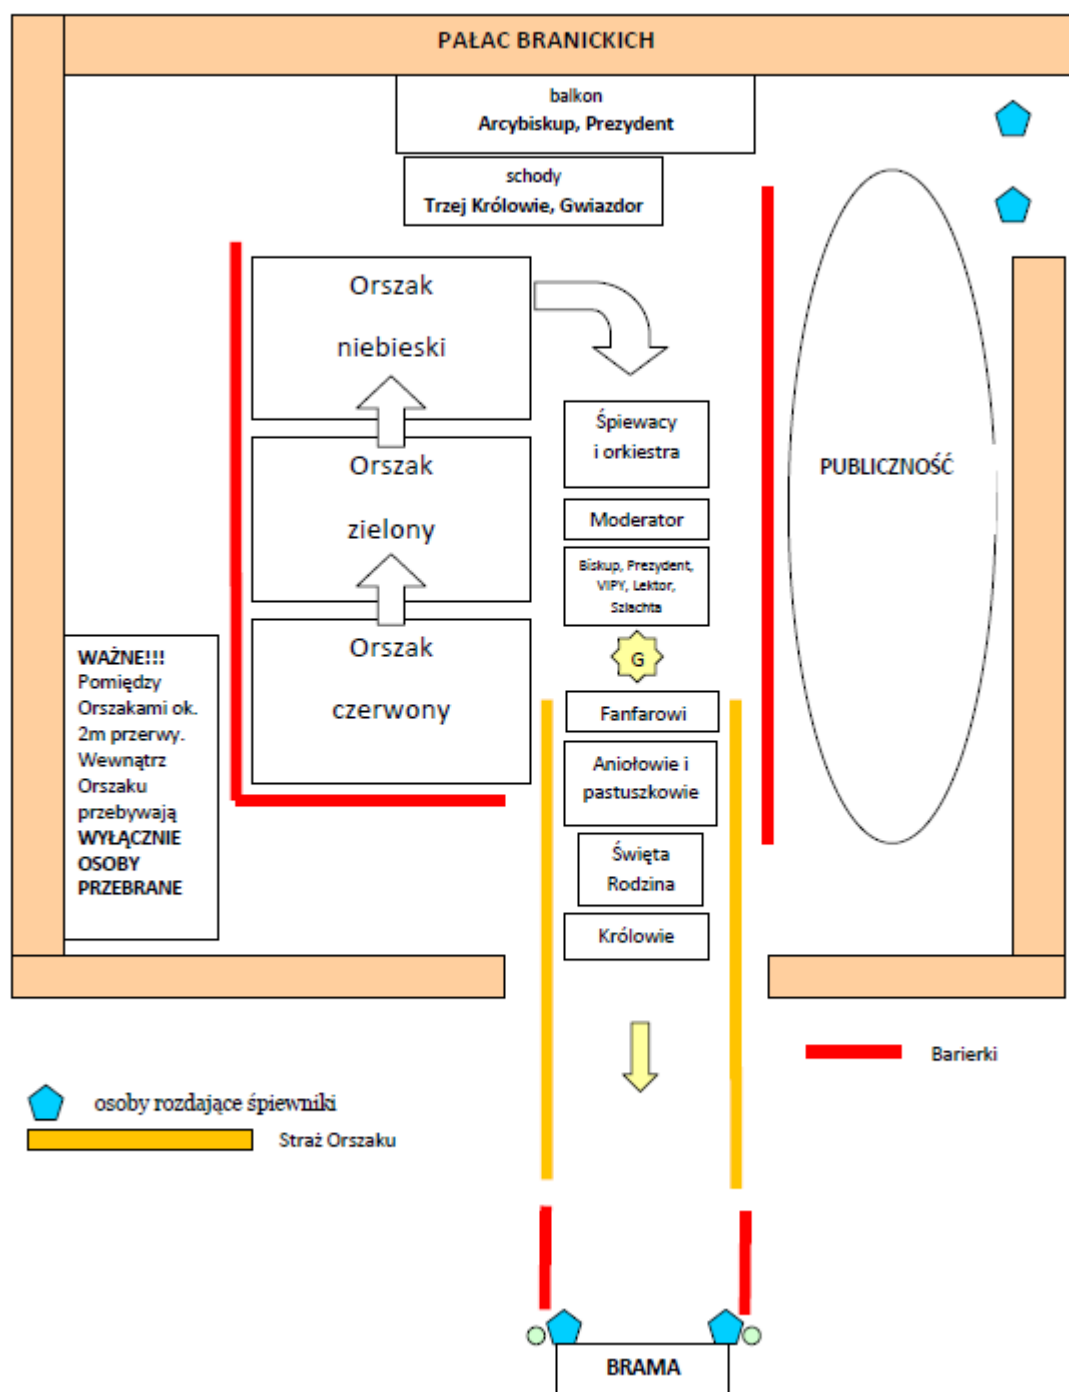 PAŁAC BRANICKICH
balkon
Arcybiskup, Prezydent
schody
Trzej Królowie, Gwiazdor
Orszak
niebieski
Orszak
zielony
Orszak
czerwony
Śpiewacy
i orkiestra
Moderator
Biskup, Prezydent,
VIPY, Lektor,
Szlachta
G
Fanfarowi
Aniołowie i
pastuszkowie
Święta
Rodzina
Królowie
PUBLICZNOŚĆ
WAŻNE!!!
Pomiędzy
Orszakami ok.
2m przerwy.
Wewnątrz
Orszaku
przebywają
WYŁĄCZNIE
OSOBY
PRZEBRANE
Barierki
osoby rozdające śpiewniki
Straż Orszaku
BRAMA